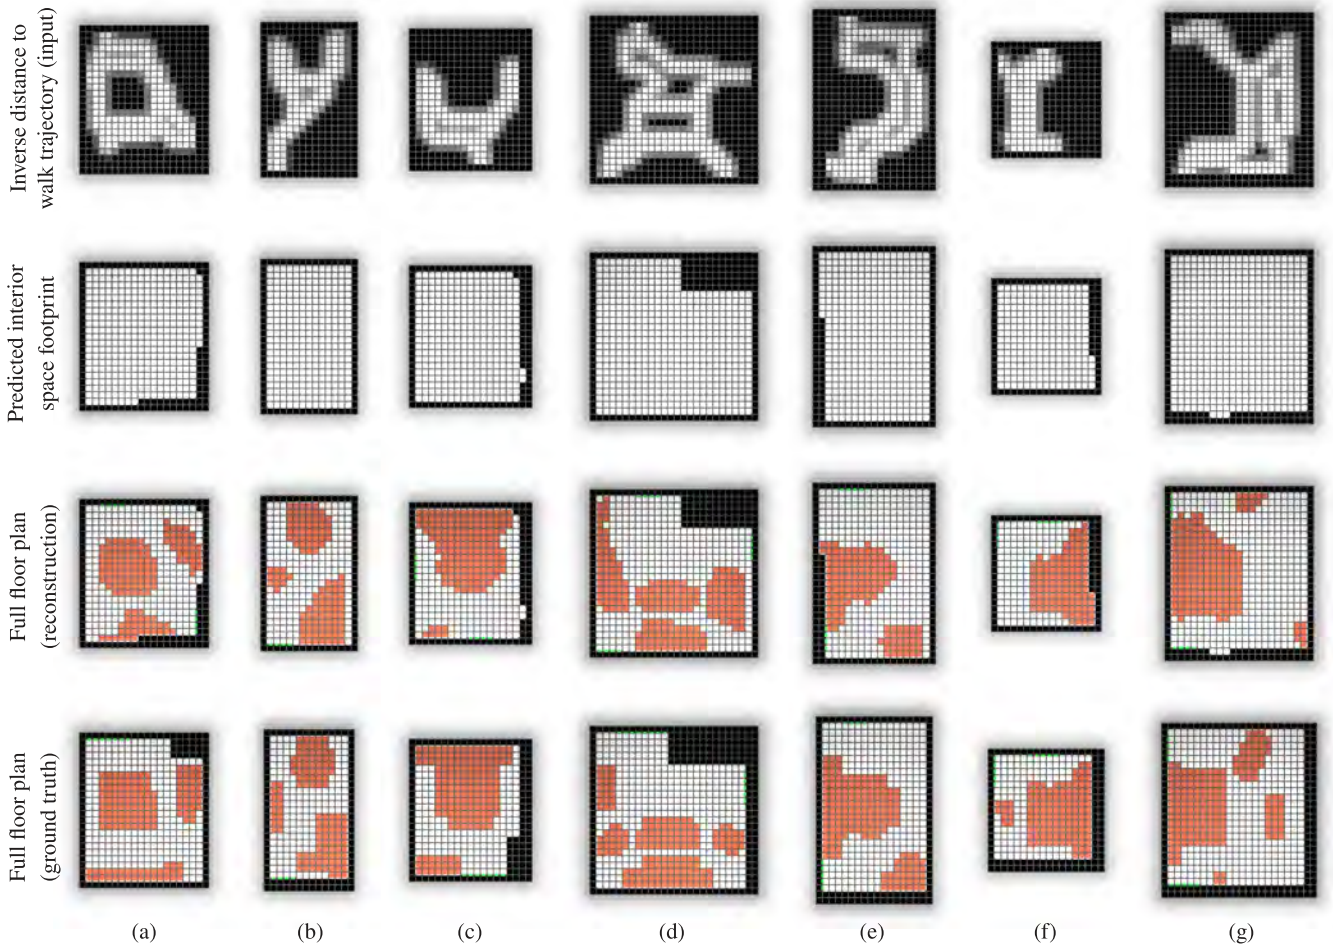 Inverse distance to
walk trajectory (input)
Predicted interior
space footprint
Full floor plan
(reconstruction)
Full floor plan
(ground truth)
(a) (b) (c) (d) (e) (f) (g)